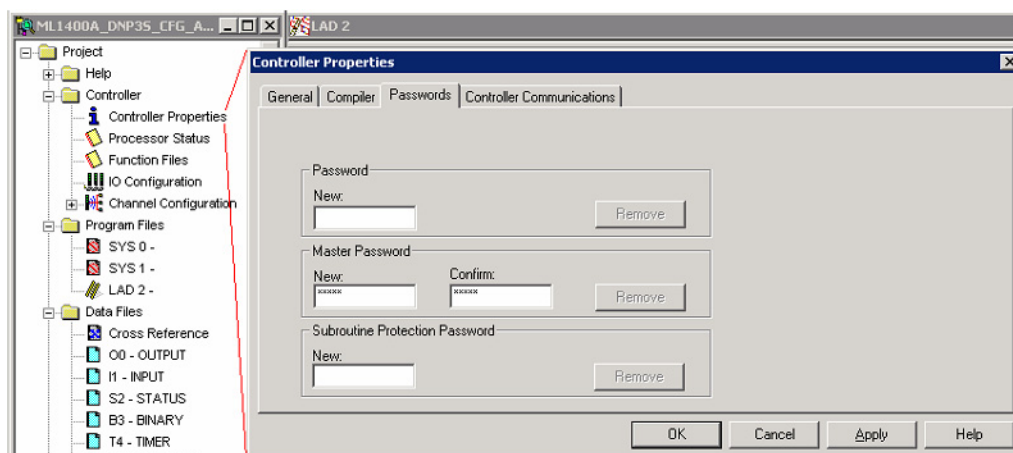 ML1400A_DNP3S_CFG_A...
LAD 2
Project
Help
Controller
Controller Properties
Processor Status
Function Files
IO Configuration
Channel Configuration
Program Files
SYS 0 -
SYS 1 -
LAD 2 -
Data Files
Cross Reference
O0 - OUTPUT
I1 - INPUT
S2 - STATUS
B3 - BINARY
T4 - TIMER
Controller Properties
General
Compiler
Passwords
Controller Communications
Password
New:
Remove
Master Password
New:
Confirm:
*****
*****
Remove
Subroutine Protection Password
New:
Remove
OK
Cancel
Apply
Help